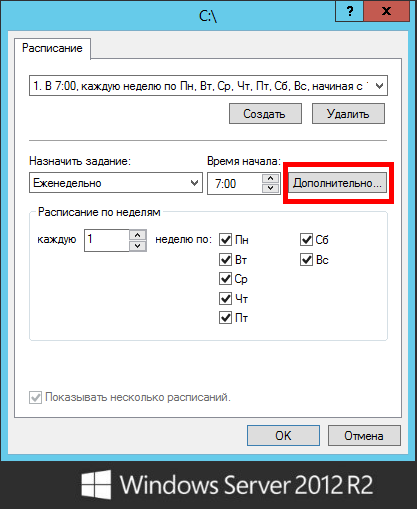 C:\
?
x
Расписание
1. В 7:00, каждую неделю по Пн, Вт, Ср, Чт, Пт, Сб, Вс, начиная с
Создать
Удалить
Назначить задание:
Время начала:
Еженедельно
7:00
Дополнительно...
Расписание по неделям
каждую 1 неделю по:
Пн
Сб
Вт
Вс
Ср
Чт
Пт
Показывать несколько расписаний.
OK
Отмена
Windows Server 2012 R2